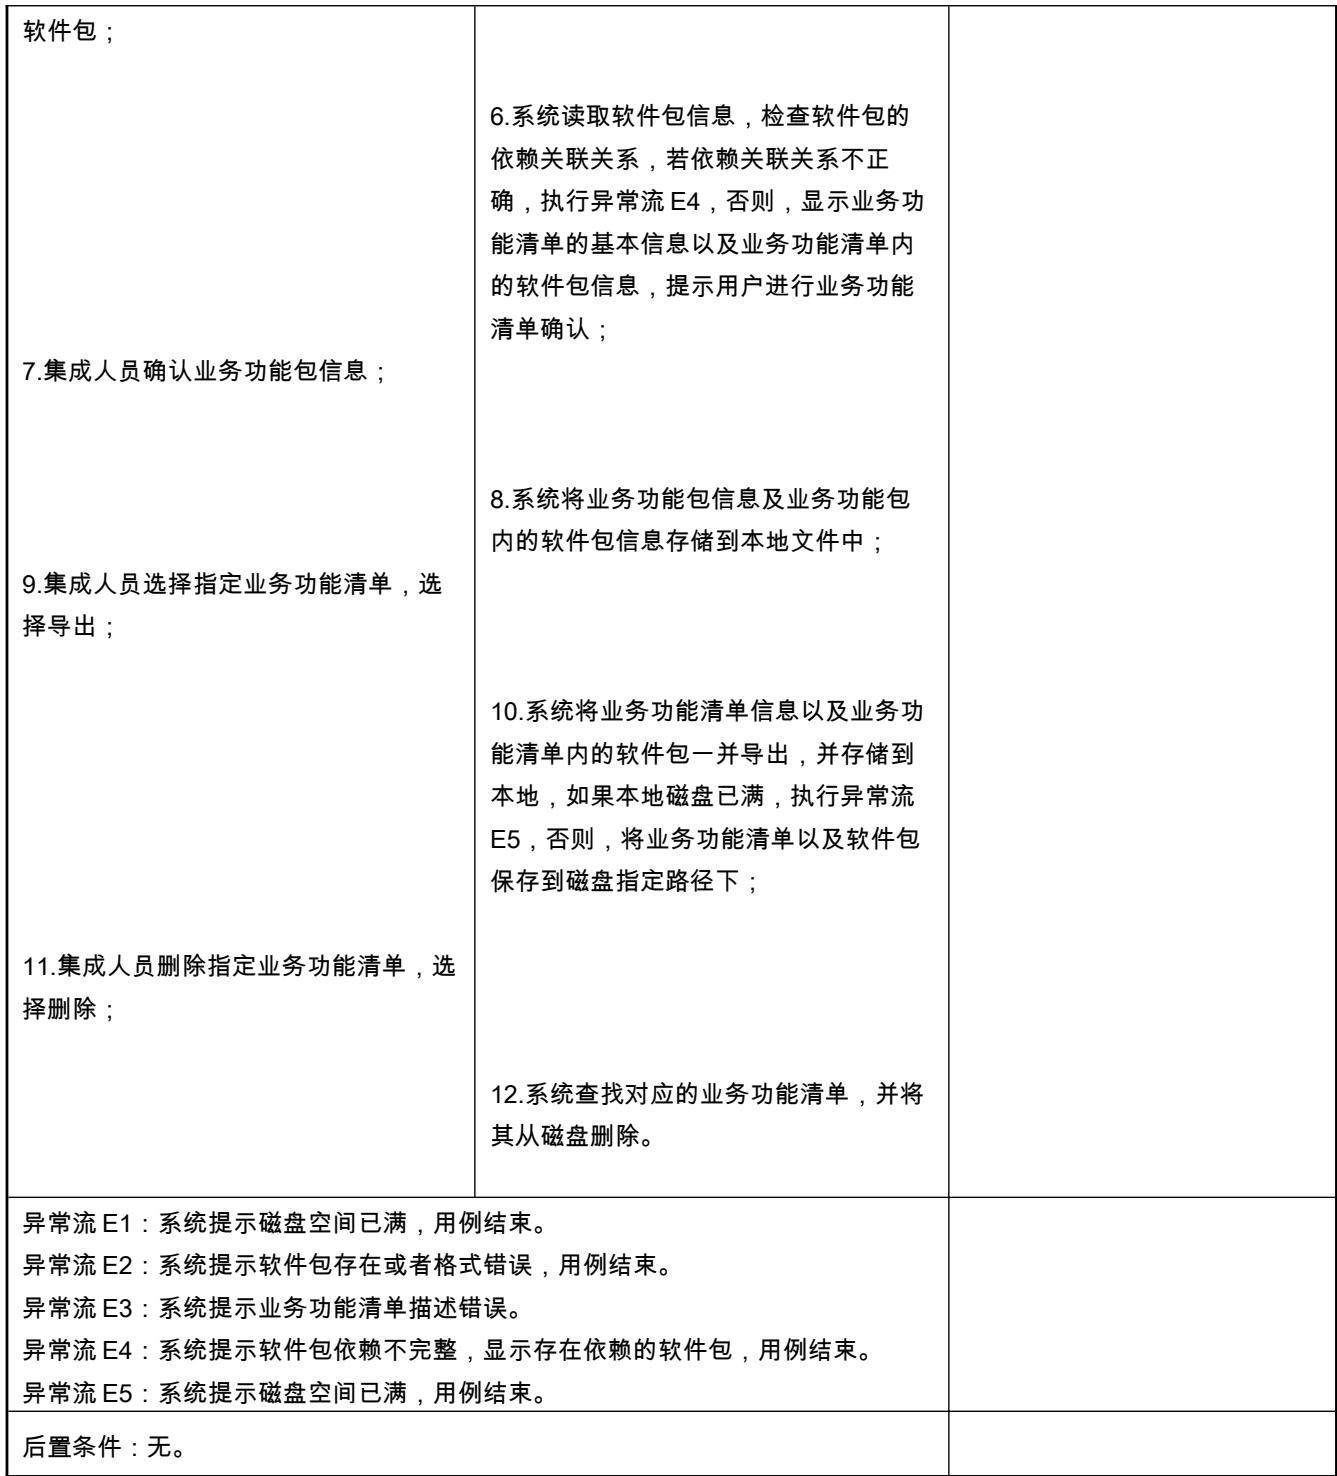 软件包；
6.系统读取软件包信息，检查软件包的
依赖关联关系，若依赖关联关系不正
确，执行异常流 E4，否则，显示业务功
能清单的基本信息以及业务功能清单内
的软件包信息，提示用户进行业务功能
清单确认；
7.集成人员确认业务功能包信息；
8.系统将业务功能包信息及业务功能包
内的软件包信息存储到本地文件中；
9.集成人员选择指定业务功能清单，选
择导出；
10.系统将业务功能清单信息以及业务功
能清单内的软件包一并导出，并存储到
本地，如果本地磁盘已满，执行异常流
E5，否则，将业务功能清单以及软件包
保存到磁盘指定路径下；
11.集成人员删除指定业务功能清单，选
择删除；
12.系统查找对应的业务功能清单，并将
其从磁盘删除。
异常流 E1：系统提示磁盘空间已满，用例结束。
异常流 E2：系统提示软件包存在或者格式错误，用例结束。
异常流 E3：系统提示业务功能清单描述错误。
异常流 E4：系统提示软件包依赖不完整，显示存在依赖的软件包，用例结束。
异常流 E5：系统提示磁盘空间已满，用例结束。
后置条件：无。